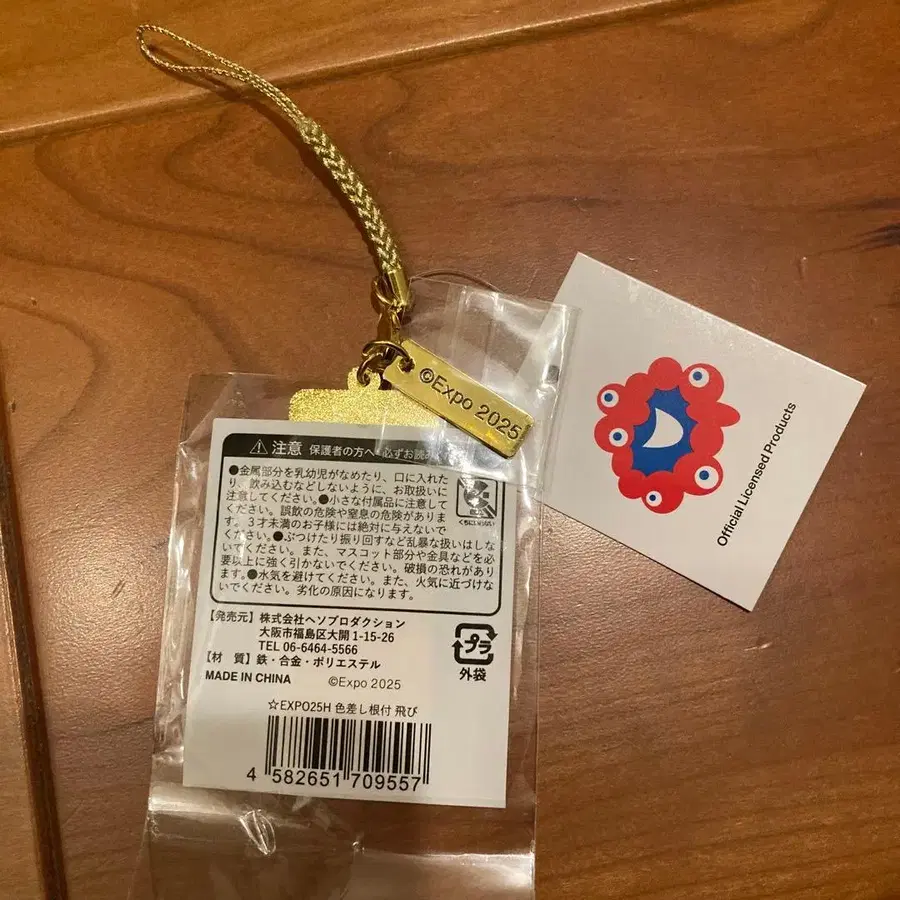 ©Expo 2025
Official Licensed Products
注意 保護者の方へ 必ずお読み
●金属部分を乳幼児がなめたり、口に入れた
り、飲み込むなどしないように、お取扱いに
注意してください。●小さな付属品に注意して
ください。誤飲の危険や窒息の危険がありま
す。3才未満のお子様には絶対に与えないで
ください。●ぶつけたり振り回すなど乱暴な扱いはしな
いでください。また、マスコット部分や金具などを必
要以上に強く引かないでください。破損の恐れがあり
ます。●水気を避けてください。また、火気に近づけな
いでください。劣化の原因になります。
【発売元】株式会社ヘソプロダクション
大阪市福島区大開1-15-26
TEL 06-6464-5566
【材 質】鉄・合金・ポリエステル
MADE IN CHINA ©Expo 2025
プラ
外袋
☆EXPO25H 色差し根付 飛び
4 582651 709557